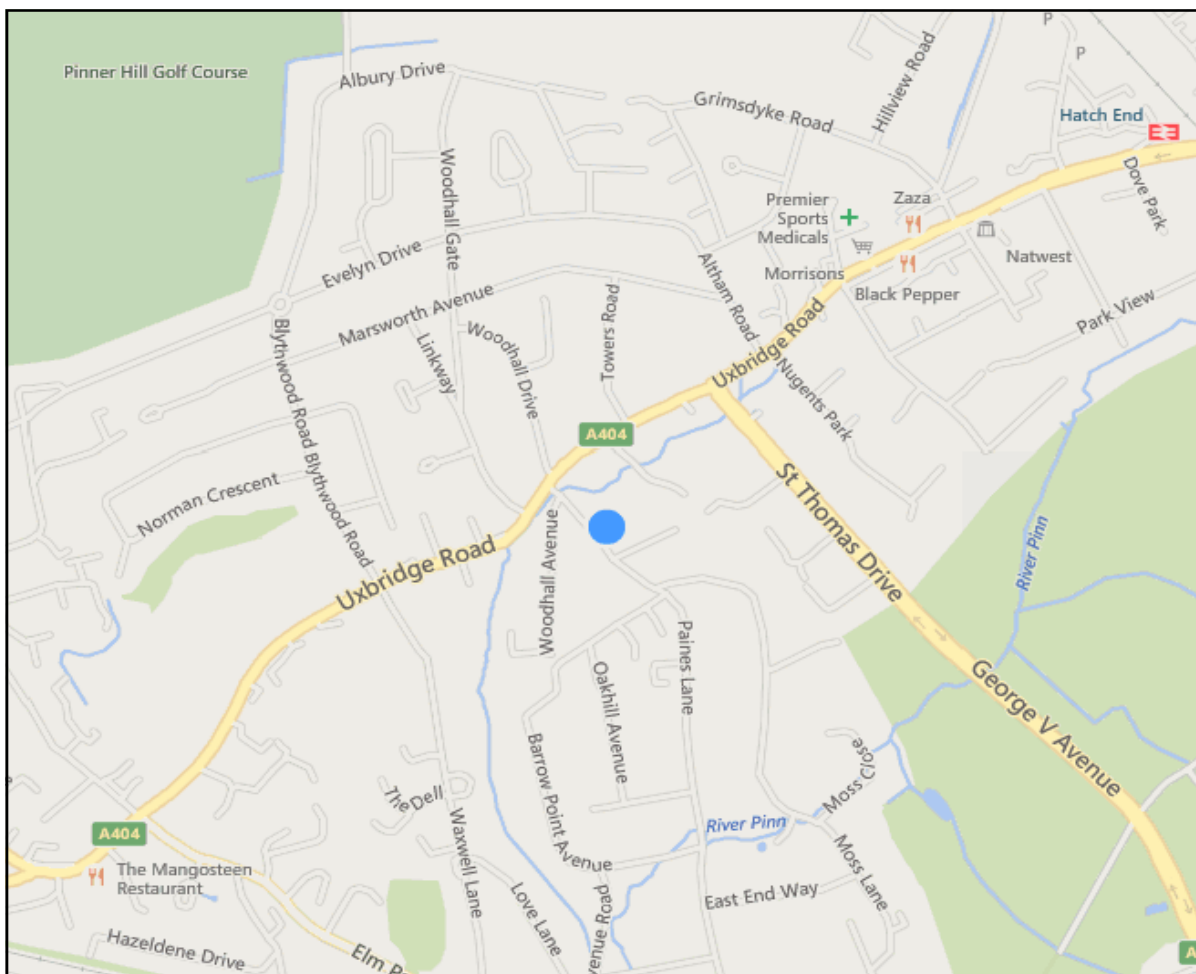 P
P
Hillview Road
Pinner Hill Golf Course
Albury Drive
Grimsdyke Road
Hatch End
Woodhall Gate
Dove Park
Zaza
Premier
Sports
Medicals
Natwest
Evelyn Drive
Morrisons
Altham Road
Black Pepper
Marsworth Avenue
Towers Road
Park View
Uxbridge Road
Blythwood Road
Linkway
Woodhall Drive
Nugents Park
A404
Blythwood Road
St Thomas Drive
Norman Crescent
Woodhall Avenue
River Pinn
Uxbridge Road
Paines Lane
Oakhill Avenue
George V Avenue
Barrow Point Avenue
Moss Close
The Dell
River Pinn
A404
Waxwell Lane
Moss Lane
The Mangosteen
Restaurant
East End Way
Love Lane
Hazeldene Drive